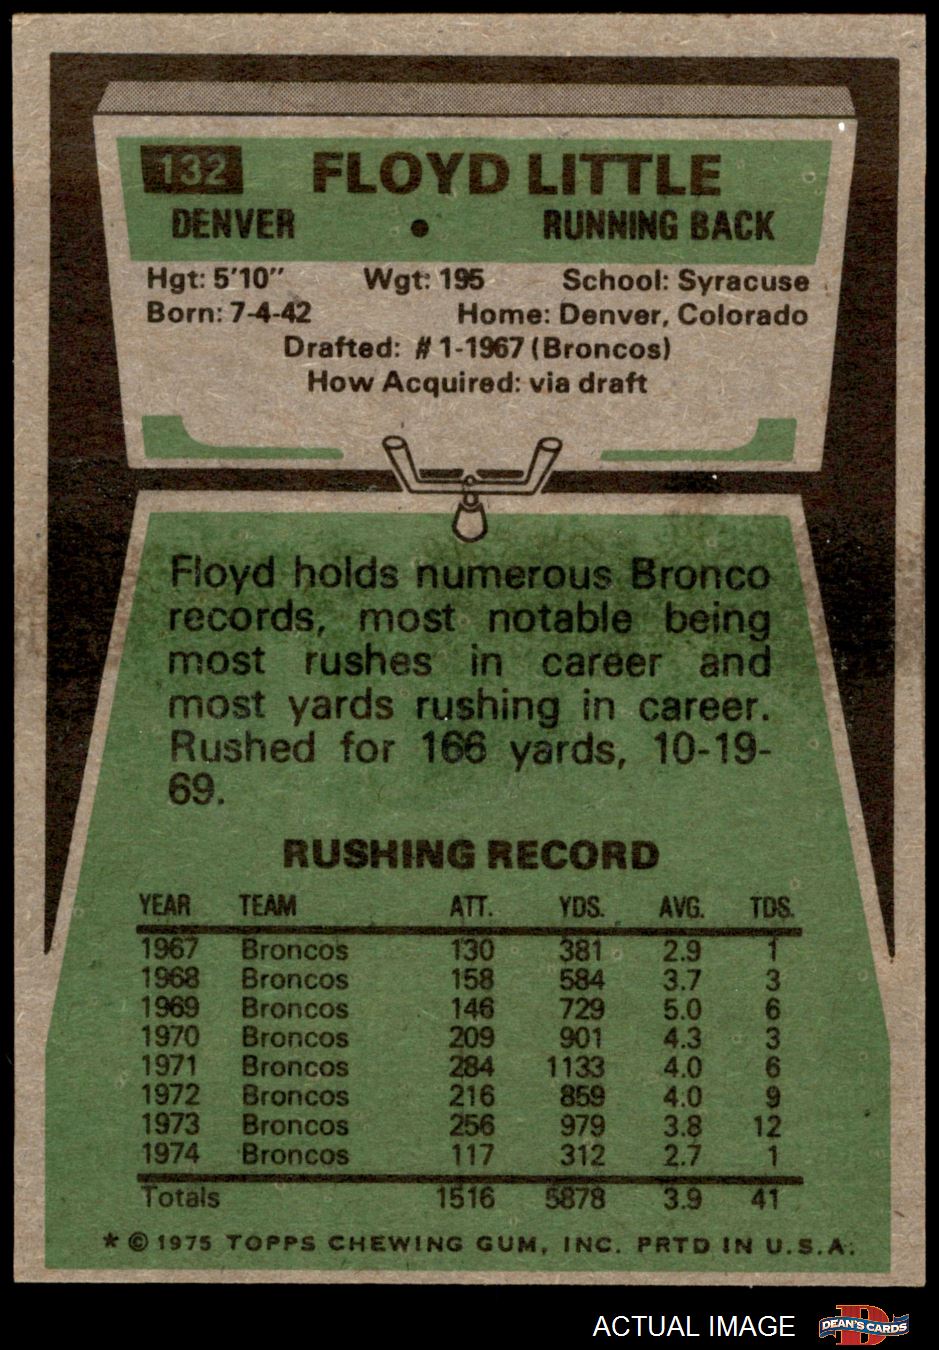 132 FLOYD LITTLE
DENVER • RUNNING BACK
Hgt: 5'10" Wgt: 195 School: Syracuse
Born: 7-4-42 Home: Denver, Colorado
Drafted: #1-1967 (Broncos)
How Acquired: via draft
Floyd holds numerous Bronco
records, most notable being
most rushes in career and
most yards rushing in career.
Rushed for 166 yards, 10-19-
69.
RUSHING RECORD
YEAR TEAM ATT. YDS. AVG. TDS.
1967 Broncos 130 381 2.9 1
1968 Broncos 158 584 3.7 3
1969 Broncos 146 729 5.0 6
1970 Broncos 209 901 4.3 3
1971 Broncos 284 1133 4.0 6
1972 Broncos 216 859 4.0 9
1973 Broncos 256 979 3.8 12
1974 Broncos 117 312 2.7 1
Totals 1516 5878 3.9 41
* © 1975 TOPPS CHEWING GUM, INC. PRTD IN U.S.A.
ACTUAL IMAGE DEAN'S CARDS